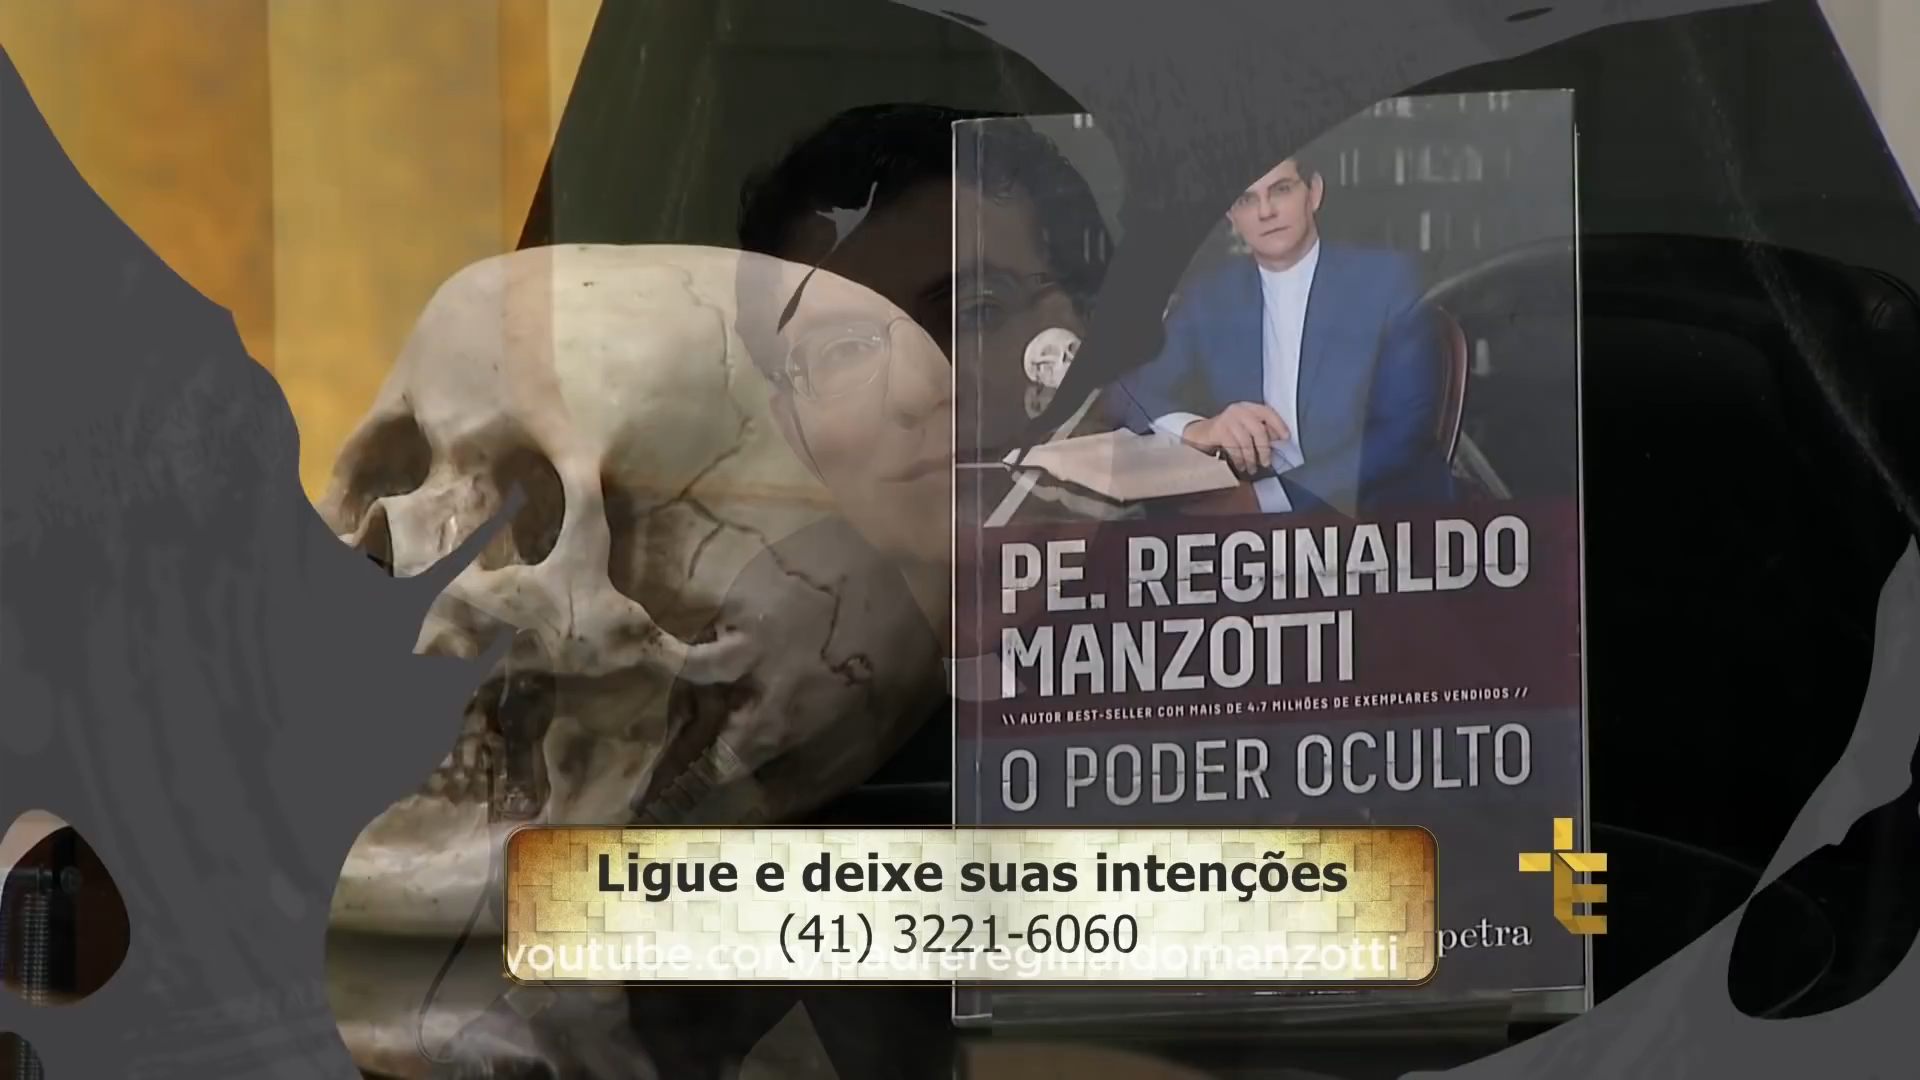 PE. REGINALDO
MANZOTTI
\\ AUTOR BEST-SELLER COM MAIS DE 4.7 MILHÕES DE EXEMPLARES VENDIDOS //
O PODER OCULTO
Ligue e deixe suas intenções
(41) 3221-6060
youtube.com/padrereginaldomanzotti
petra